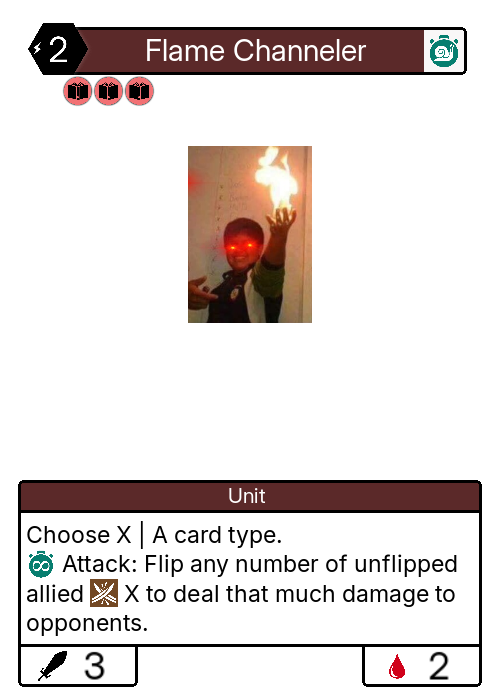 2 Flame Channeler
Unit
Choose X | A card type.
Attack: Flip any number of unflipped
allied X to deal that much damage to
opponents.
3 2